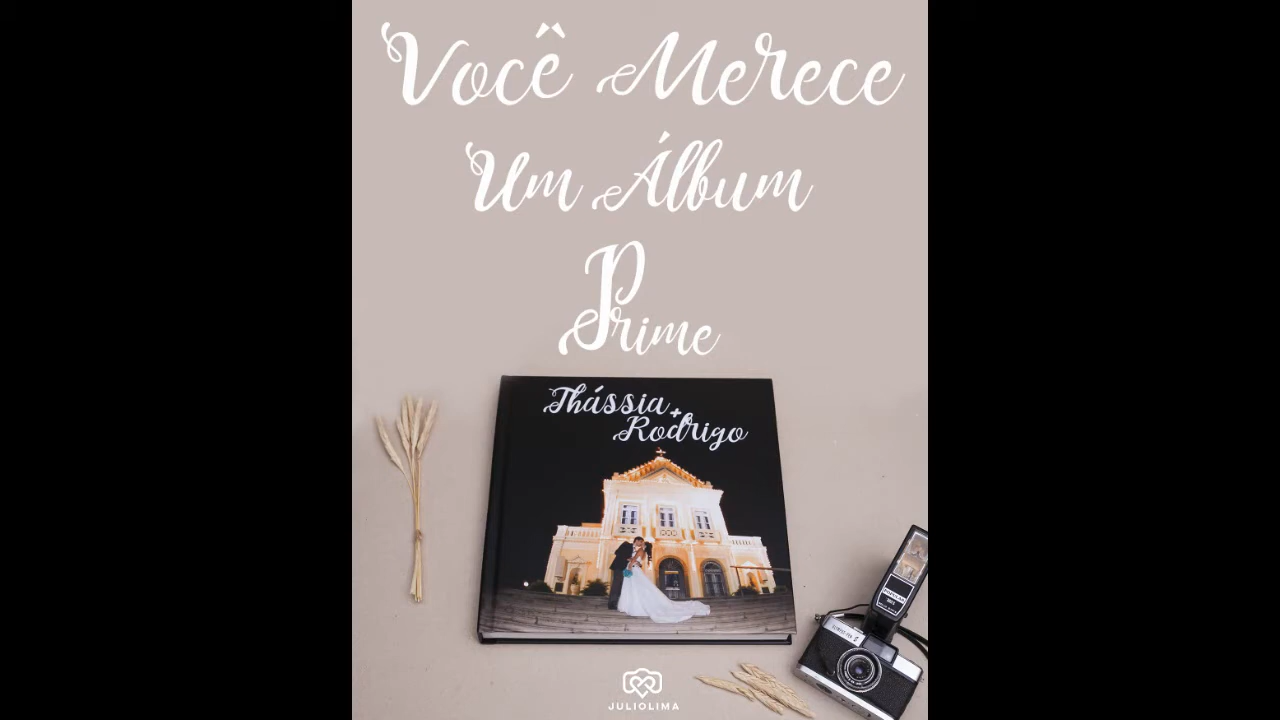 Você Merece
Um Álbum
Prime
Thássia +
Rodrigo
JULIOLIMA